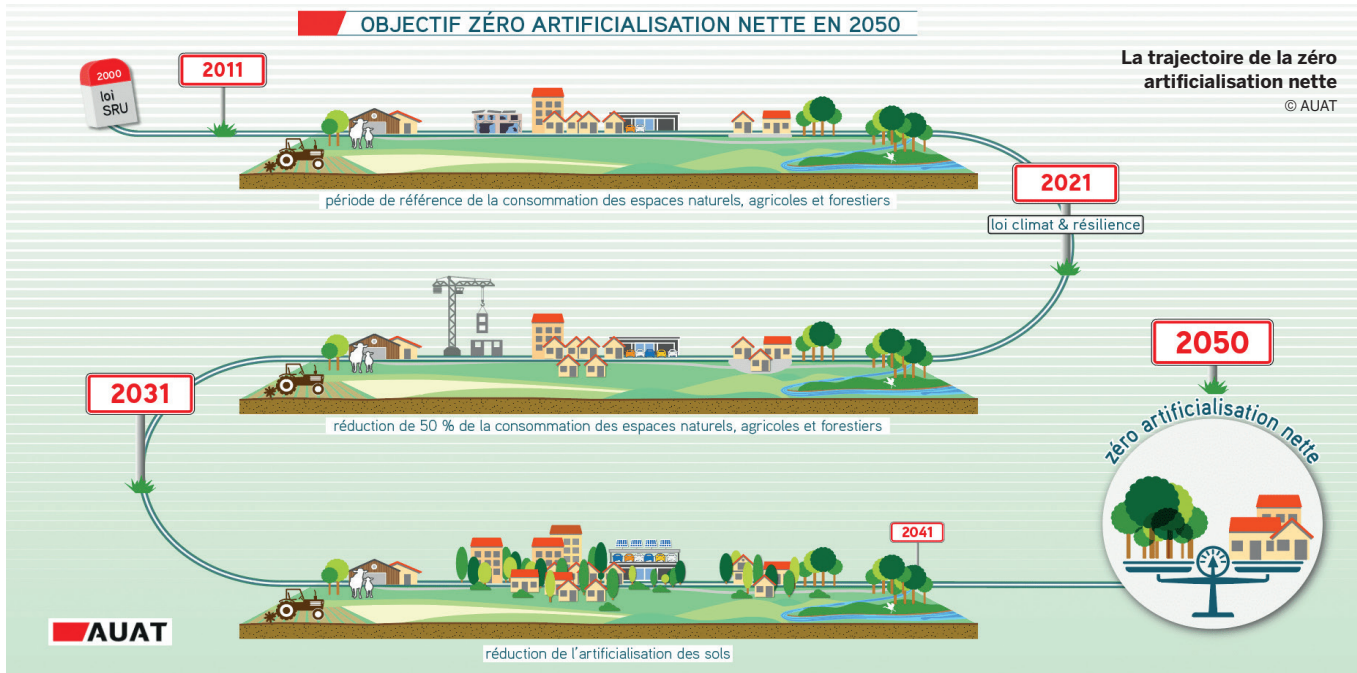 OBJECTIF ZÉRO ARTIFICIALISATION NETTE EN 2050
La trajectoire de la zéro
artificialisation nette
© AUAT
2000
loi
SRU
2011
période de référence de la consommation des espaces naturels, agricoles et forestiers
2021
loi climat & résilience
réduction de 50 % de la consommation des espaces naturels, agricoles et forestiers
2031
2041
réduction de l'artificialisation des sols
2050
zéro artificialisation nette
AUAT